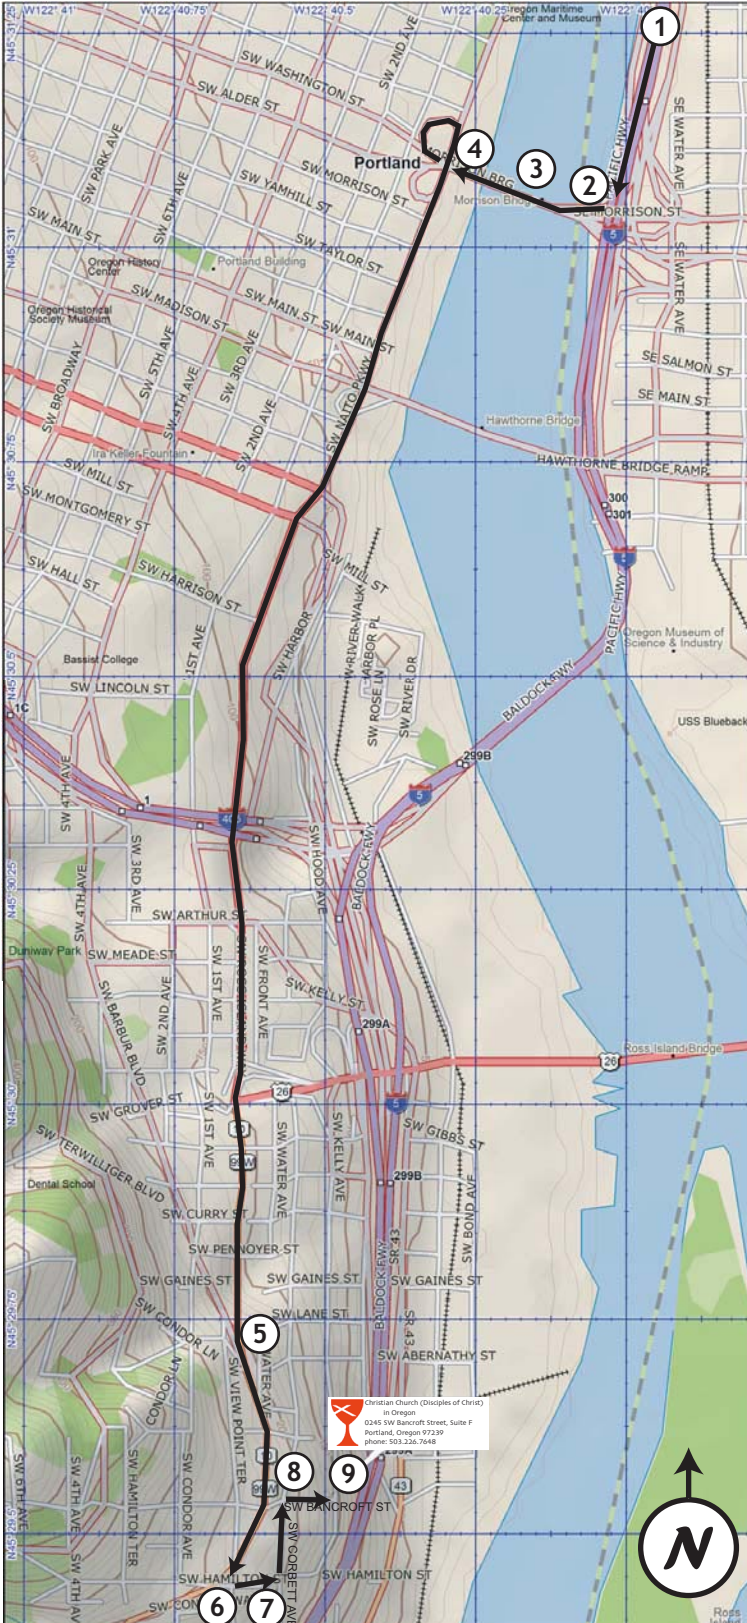 W122° 41'
W122° 40.75'
W122° 40.5'
W122° 40.25'
Oregon Maritime
Center and Museum
W122° 40
1
N45° 31.25'
SW 2ND AVE
SW WASHINGTON ST
SW ALDER ST
SE WATER AVE
PACIFIC HWY
SW PARK AVE
Portland
4
3
2
MORRISON BRG
SW MORRISON ST
Morrison Bridge
SE MORRISON ST
SW YAMHILL ST
SW 6TH AVE
SW MAIN ST
N45° 31'
5
SW TAYLOR ST
Oregon History
Center
Portland Building
SE WATER AVE
SW MADISON ST
SW MAIN ST
SW MAIN ST
Oregon Historical
Society Museum
SW 5TH AVE
SW 3RD AVE
SW BROADWAY
SW 4TH AVE
SW NAITO PKWY
SE SALMON ST
SE MAIN ST
SW 2ND AVE
Hawthorne Bridge
N45° 30.75'
Ira Keller Fountain
HAWTHORNE BRIDGE RAMP
SW MILL ST
SW MONTGOMERY ST
300
301
SW HALL ST
SW HARRISON ST
SW MILL ST
5
PACIFIC HWY
SW HARBOR
SW RIVER WALK
HARBOR PL
SW ROSE LN
SW RIVER DR
1ST AVE
Oregon Museum of
Science & Industry
N45° 30.5'
Bassist College
SW LINCOLN ST
BALDOCK FWY
1C
USS Blueback
299B
SW 4TH AVE
1
5
405
SW 3RD AVE
SW HOOD AVE
BALDOCK FWY
N45° 30.25'
SW 4TH AVE
SW ARTHUR ST
Duniway Park
SW MEADE ST
SW 1ST AVE
SW FRONT AVE
SW 2ND AVE
SW KELLY ST
SW BARBUR BLVD
299A
26
Ross Island Bridge
26
N45° 30'
SW GROVER ST
5
SW 1ST AVE
SW WATER AVE
SW KELLY AVE
SW GIBBS ST
SW TERWILLIGER BLVD
99W
299B
Dental School
SW BOND AVE
SW CURRY ST
SW PENNOYER ST
BALDOCK FWY
SR 43
SW GAINES ST
SW GAINES ST
SW GAINES ST
N45° 29.75'
SW CONDOR LN
SW LANE ST
5
SR 43
SW ABERNATHY ST
CONDOR LN
SW VIEW POINT TER
WATER AVE
Christian Church (Disciples of Christ)
in Oregon
0245 SW Bancroft Street, Suite F
Portland, Oregon 97239
phone: 503.226.7648
299A
SW 6TH AVE
SW 4TH AVE
SW HAMILTON TER
SW CONDOR AVE
8
9
99W
43
SW BANCROFT ST
N45° 29.5'
SW CORBETT AVE
SW 4TH AV
SW HAMILTON ST
SW HAMILTON ST
6
7
N
Ross